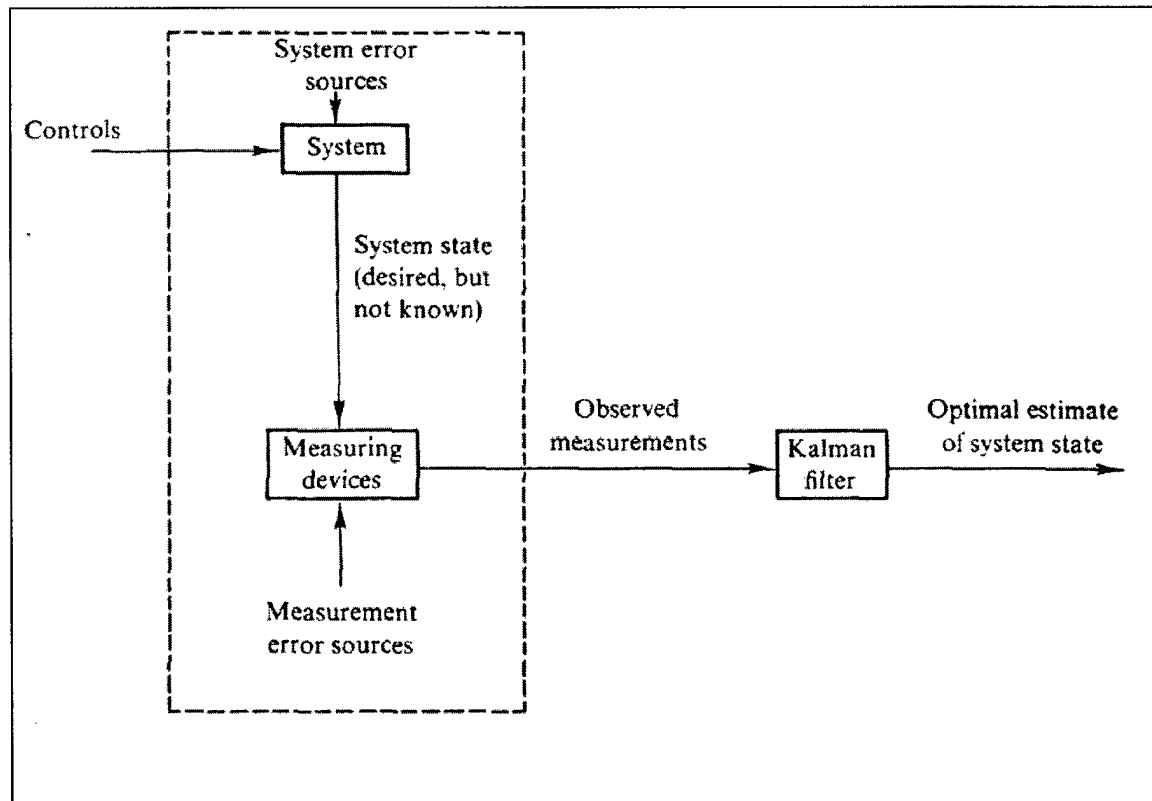 System error
sources
Controls
System
System state
(desired, but
not known)
Observed
measurements
Optimal estimate
of system state
Measuring
devices
Kalman
filter
Measurement
error sources